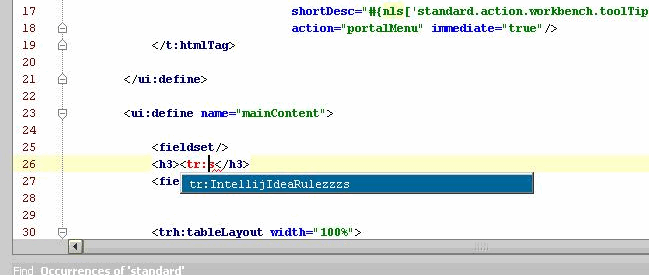 17 shortDesc="#{nls['standard.action.workbench.toolTip
18 action="portalMenu" immediate="true"/>
19 </t:htmlTag>
20
21 </ui:define>
22
23 <ui:define name="mainContent">
24
25 <fieldset/>
26 <h3><tr:s</h3>
27 <fie
tr:IntellijIdeaRulezzzs
28
29
30 <trh:tableLayout width="100%">
Find Occurrences of 'standard'